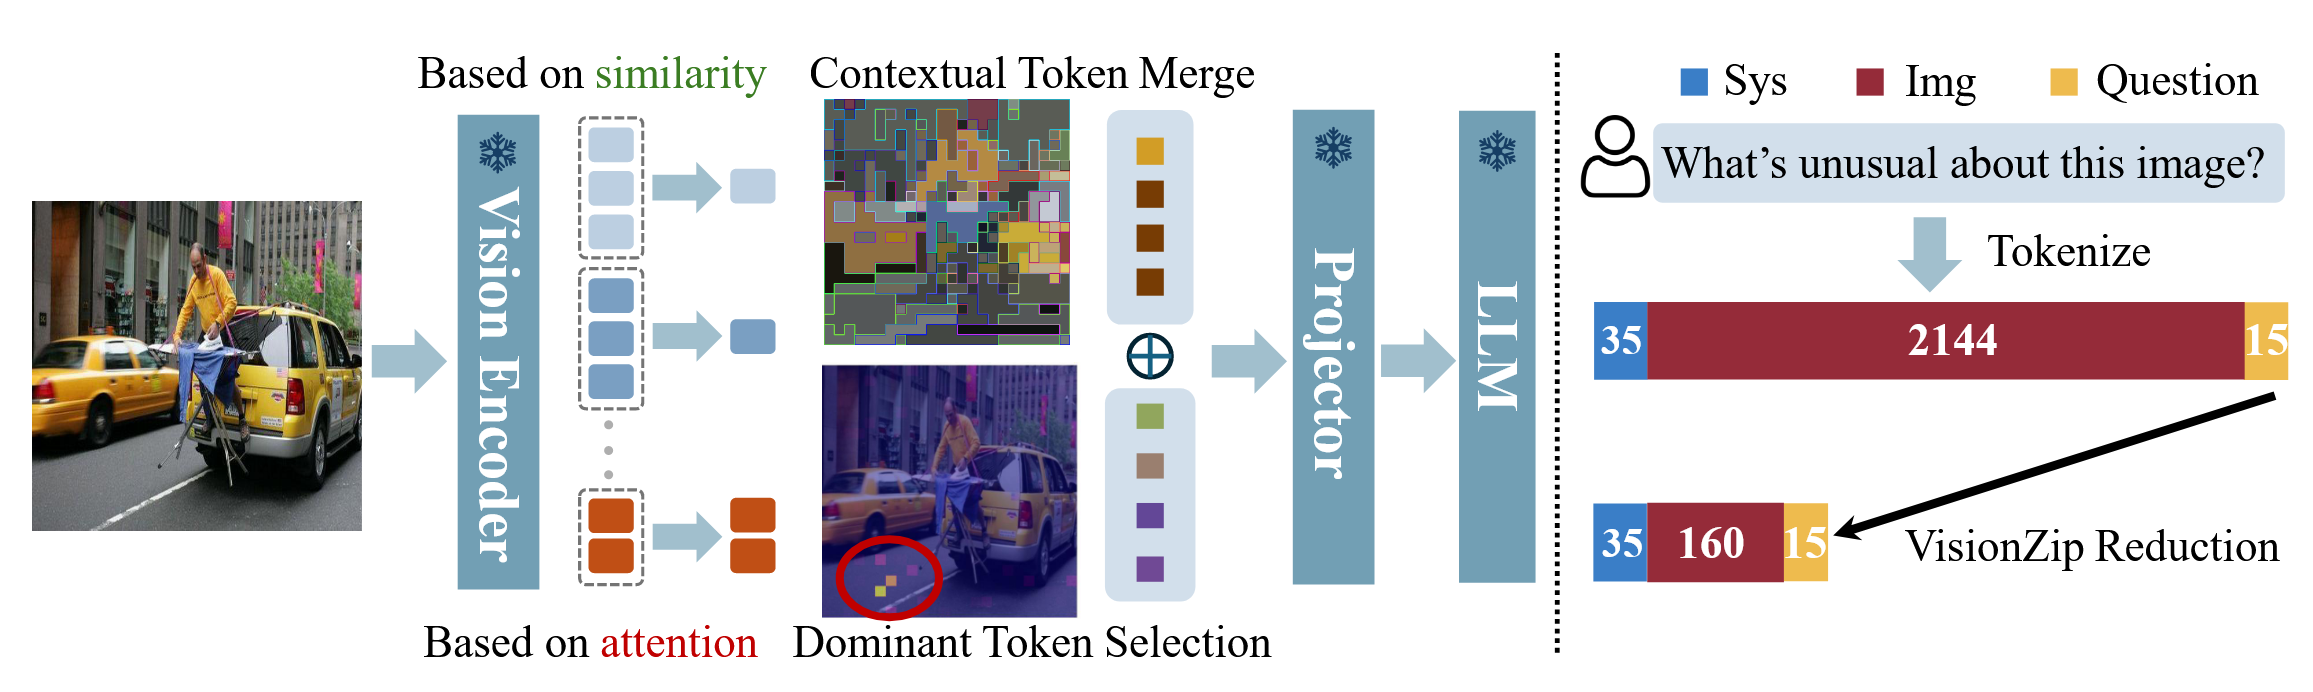 Based on similarity
Contextual Token Merge
Vision Encoder
Projector
LLM
Based on attention
Dominant Token Selection
Sys
Img
Question
What's unusual about this image?
Tokenize
35
2144
15
35
160
15
VisionZip Reduction